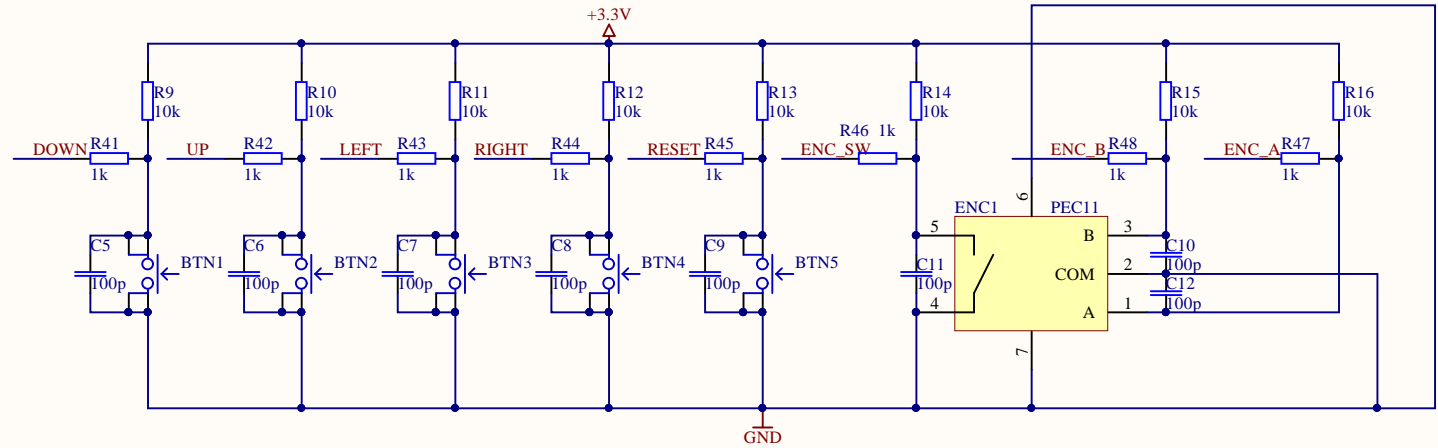 +3.3V
R9
10k
R10
10k
R11
10k
R12
10k
R13
10k
R14
10k
R15
10k
R16
10k
DOWN
R41
1k
UP
R42
1k
LEFT
R43
1k
RIGHT
R44
1k
RESET
R45
1k
ENC_SW
R46 1k
ENC_B
R48
1k
ENC_A
R47
1k
C5
100p
BTN1
C6
100p
BTN2
C7
100p
BTN3
C8
100p
BTN4
C9
100p
BTN5
C11
100p
ENC1
PEC11
6
5
4
B
3
COM
2
A
1
7
C10
100p
C12
100p
GND